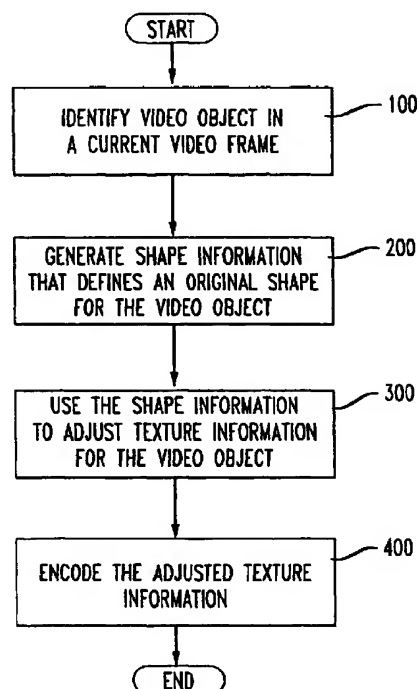 START
IDENTIFY VIDEO OBJECT IN
A CURRENT VIDEO FRAME
100
GENERATE SHAPE INFORMATION
THAT DEFINES AN ORIGINAL SHAPE
FOR THE VIDEO OBJECT
200
USE THE SHAPE INFORMATION
TO ADJUST TEXTURE INFORMATION
FOR THE VIDEO OBJECT
300
ENCODE THE ADJUSTED TEXTURE
INFORMATION
400
END